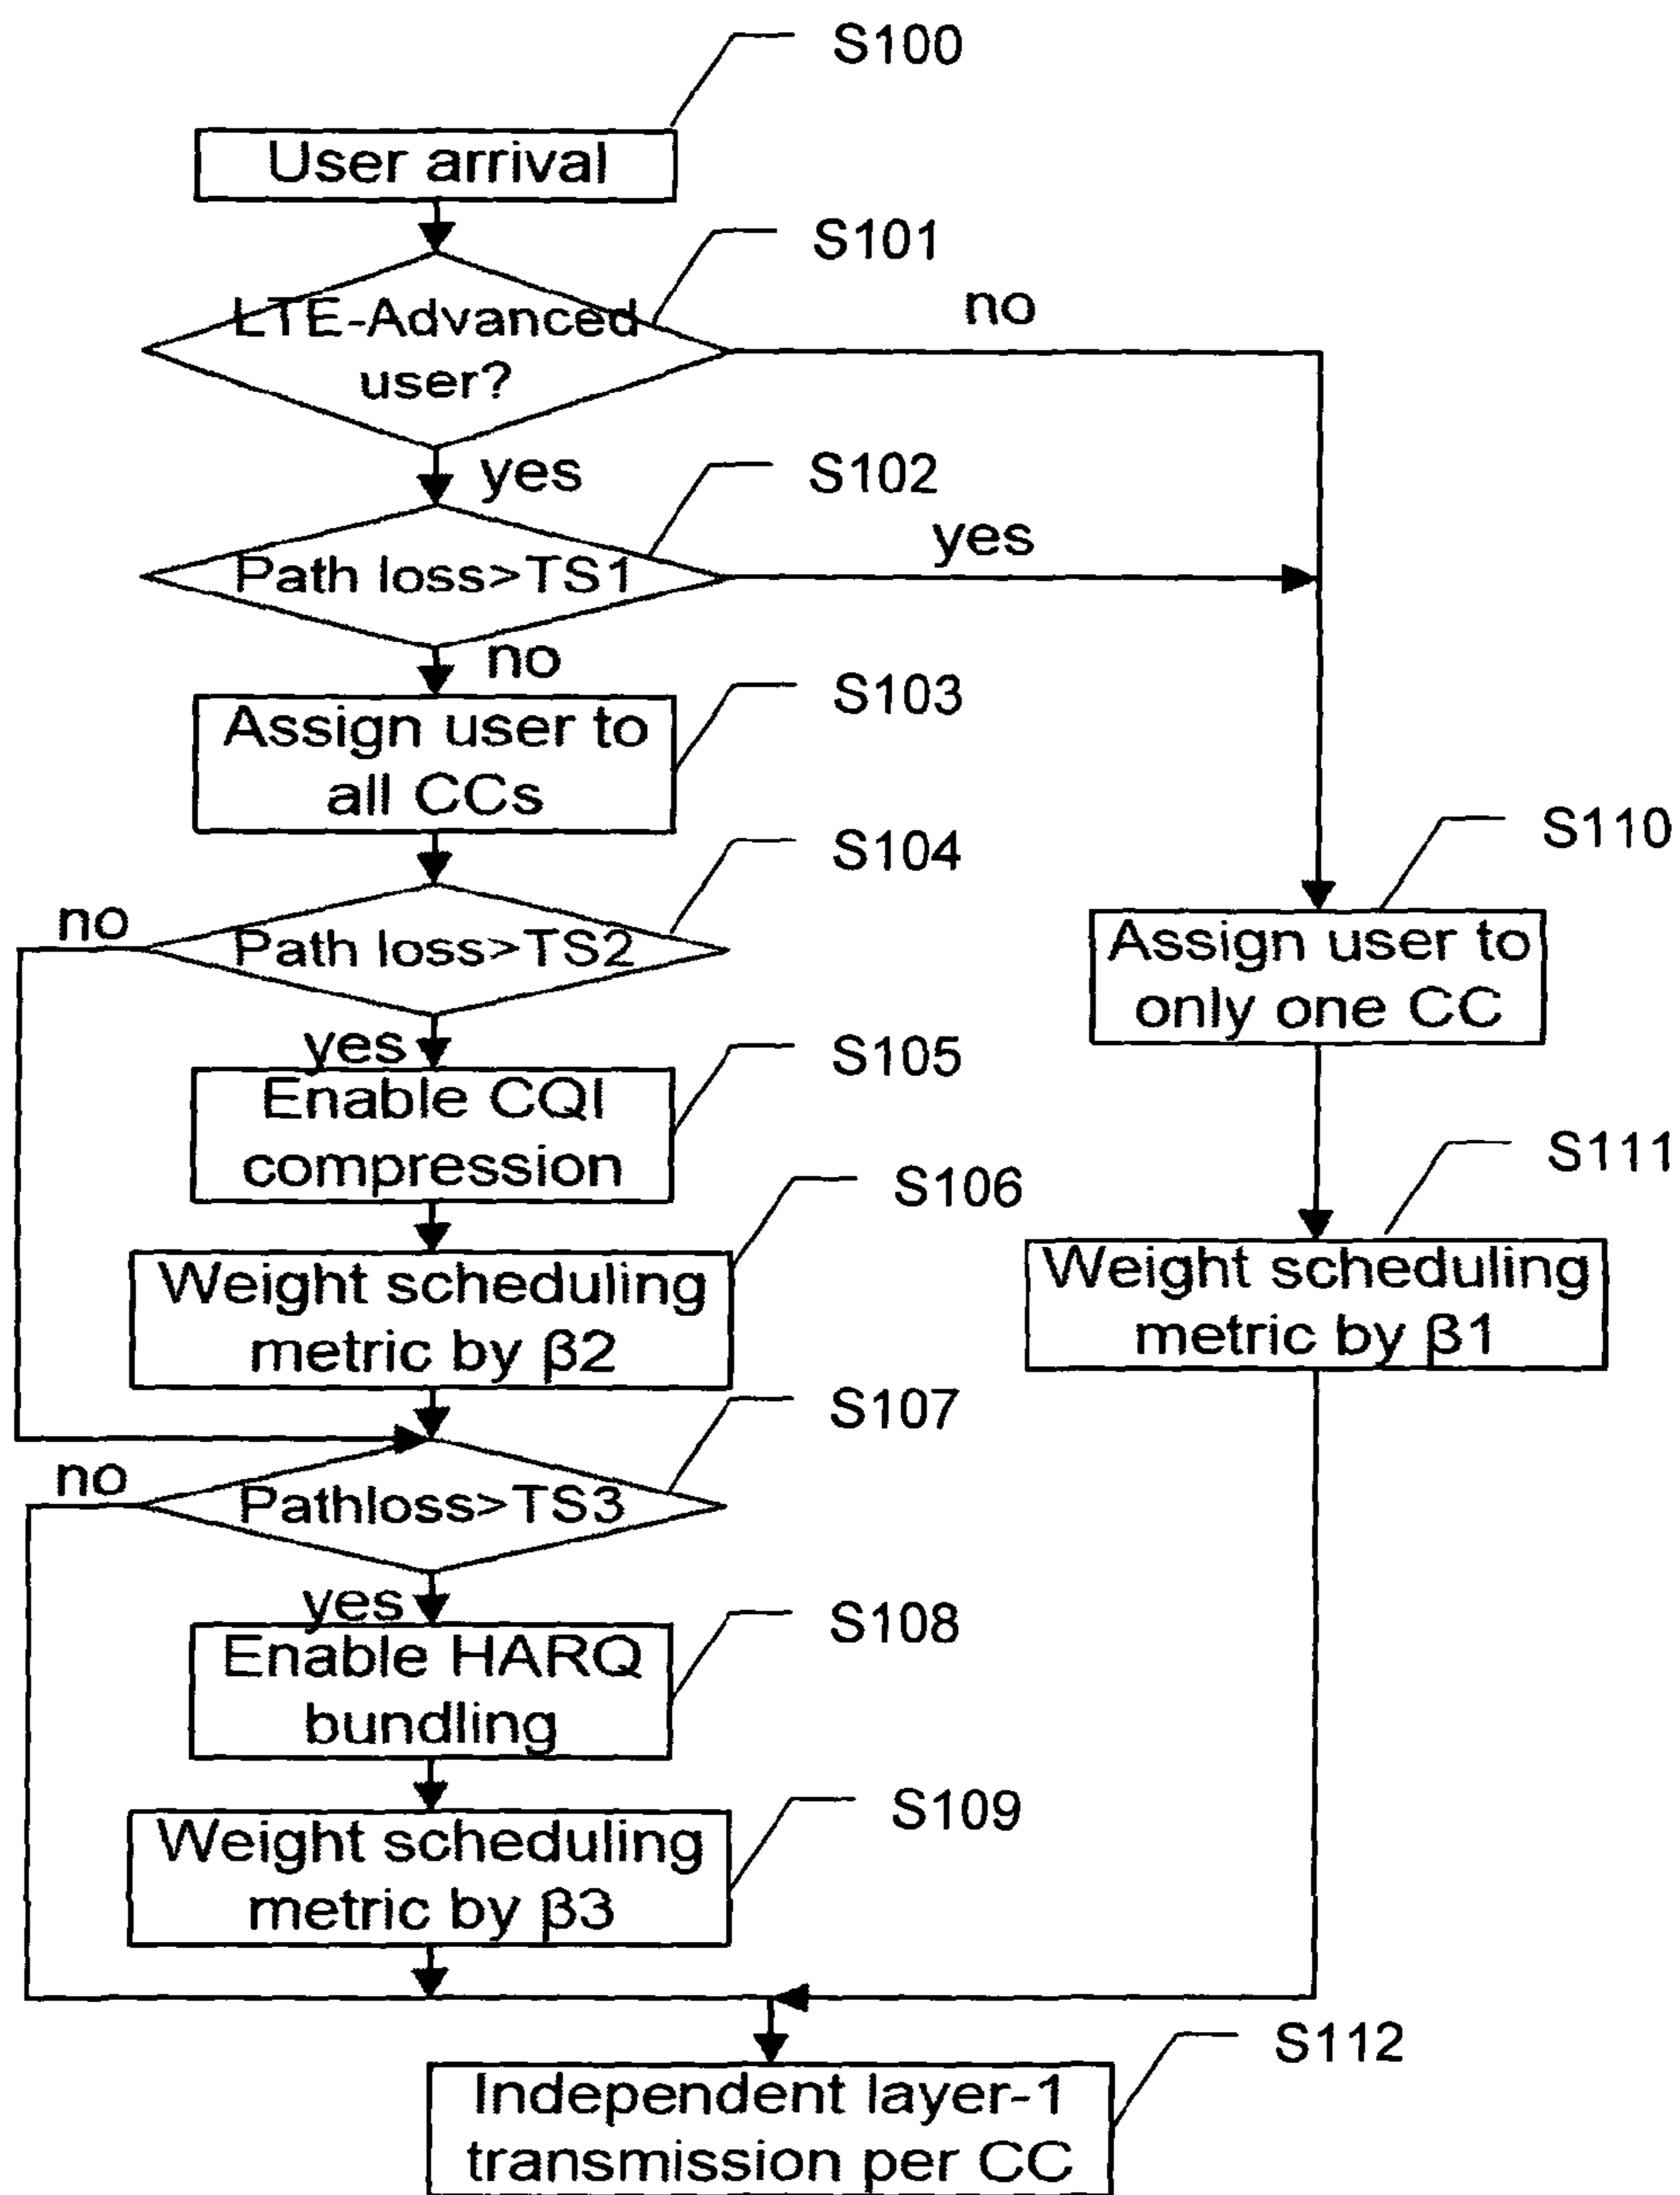 S100
User arrival
S101
LTE-Advanced
user?
no
yes
S102
Path loss>TS1
yes
no
S103
Assign user to
all CCs
S104
no
Path loss>TS2
S110
Assign user to
only one CC
yes
S105
Enable CQI
compression
S111
S106
Weight scheduling
metric by β1
Weight scheduling
metric by β2
S107
no
Pathloss>TS3
yes
S108
Enable HARQ
bundling
S109
Weight scheduling
metric by β3
S112
Independent layer-1
transmission per CC